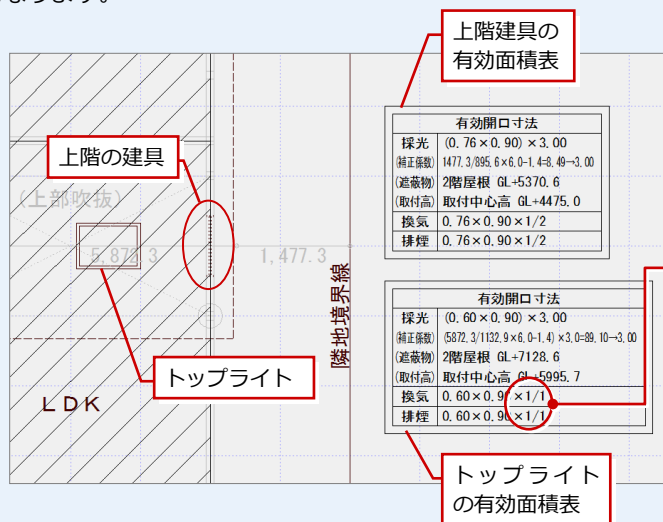 なります。
上階建具の
有効面積表
有効開口寸法
採光 (0.76×0.90)×3.00
(補正係数) 1477.3/895.6×6.0-1.4=8.49→3.00
(遮蔽物) 2階屋根 GL+5370.6
(取付高) 取付中心高 GL+4475.0
換気 0.76×0.90×1/2
排煙 0.76×0.90×1/2
上階の建具
(上部吹抜)
5,872.3
1,477.3
隣地境界線
トップライト
LDK
有効開口寸法
採光 (0.60×0.90)×3.00
(補正係数) (5872.3/1132.9×6.0-1.4)×3.0=89.10→3.00
(遮蔽物) 2階屋根 GL+7128.6
(取付高) 取付中心高 GL+5995.7
換気 0.60×0.90×1/1
排煙 0.60×0.90×1/1
トップライト
の有効面積表